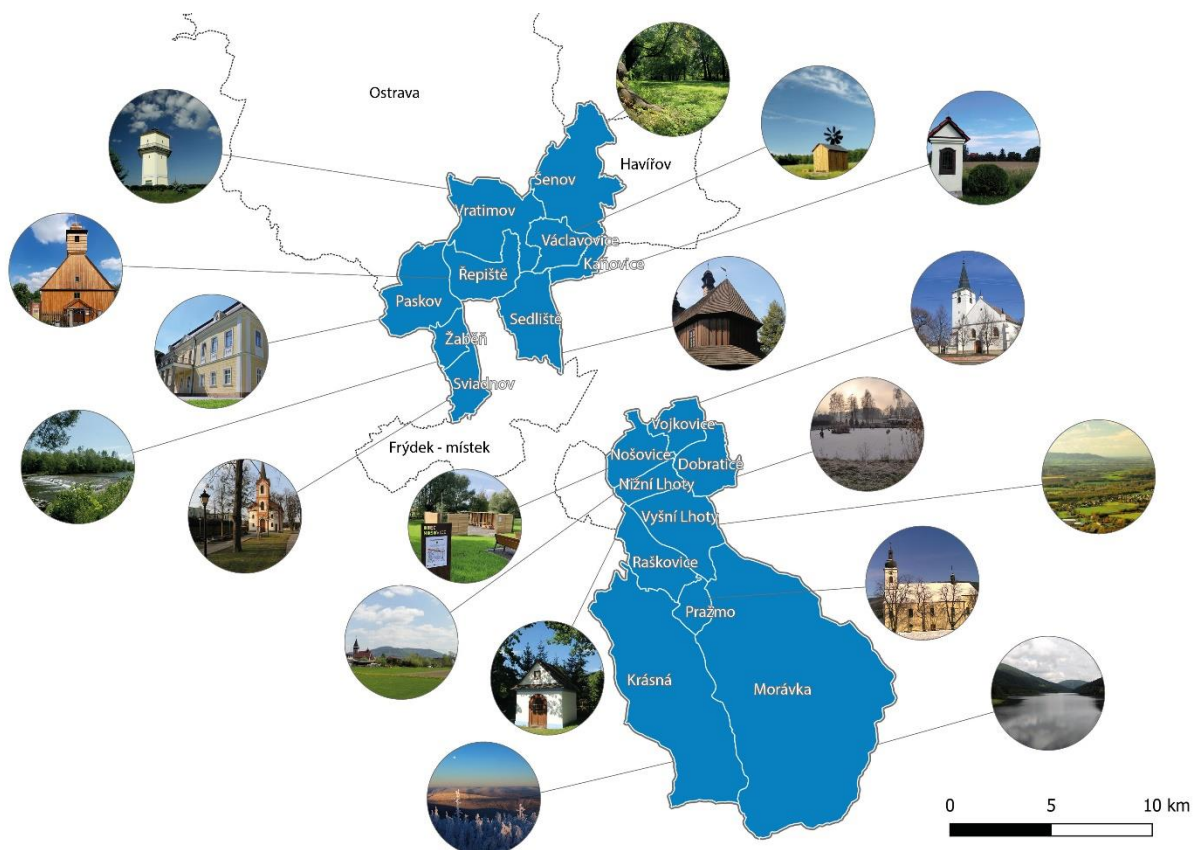 Ostrava
Havířov
Šenov
Vratimov
Václavovice
Kaňovice
Řepiště
Paskov
Sedliště
Žabeň
Sviadnov
Frýdek - místek
Vojkovice
Nošovice
Dobratice
Nižní Lhoty
Vyšní Lhoty
Raškovice
Pražmo
Krásná
Morávka
0 5 10 km